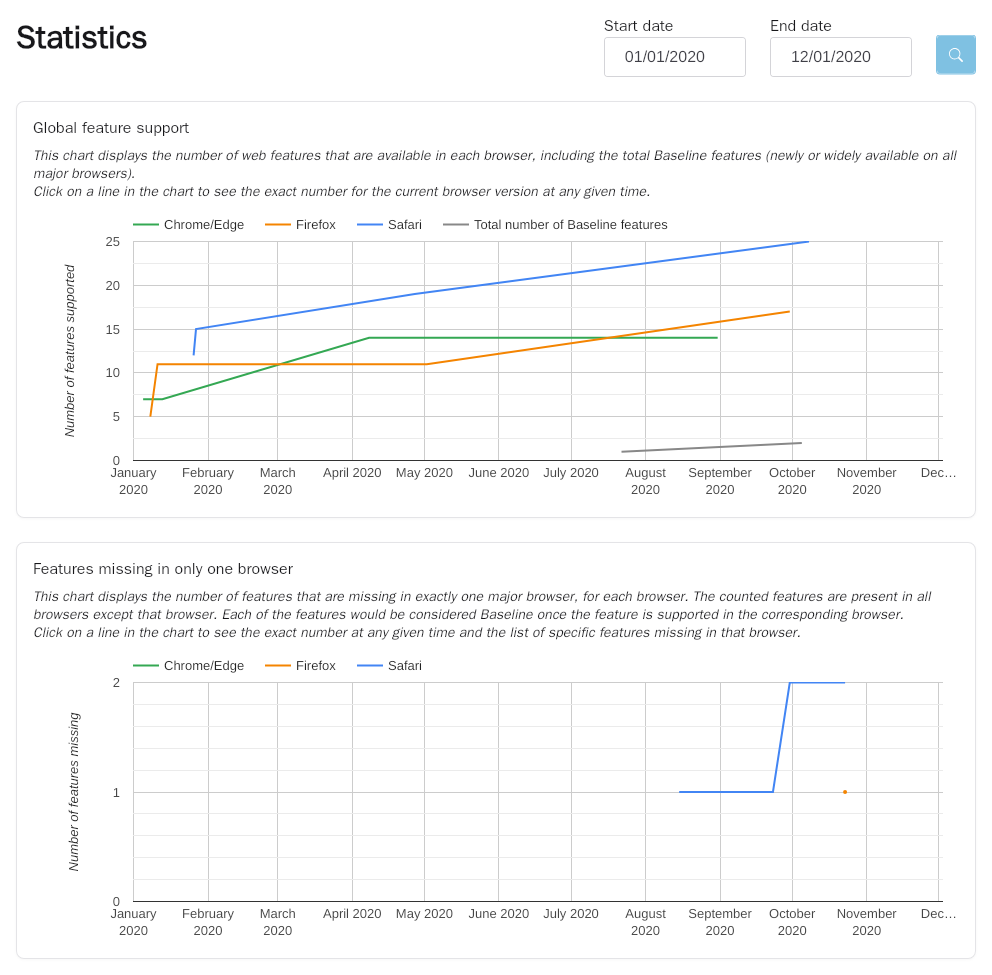 Statistics
Start date
End date
01/01/2020
12/01/2020
Global feature support
This chart displays the number of web features that are available in each browser, including the total Baseline features (newly or widely available on all
major browsers).
Click on a line in the chart to see the exact number for the current browser version at any given time.
Chrome/Edge Firefox Safari Total number of Baseline features
Number of features supported
25
20
15
10
5
0
January February March April 2020 May 2020 June 2020 July 2020 August September October November Dec...
2020 2020 2020 2020 2020 2020 2020
Features missing in only one browser
This chart displays the number of features that are missing in exactly one major browser, for each browser. The counted features are present in all
browsers except that browser. Each of the features would be considered Baseline once the feature is supported in the corresponding browser.
Click on a line in the chart to see the exact number at any given time and the list of specific features missing in that browser.
Chrome/Edge Firefox Safari
Number of features missing
2
1
0
January February March April 2020 May 2020 June 2020 July 2020 August September October November Dec...
2020 2020 2020 2020 2020 2020 2020